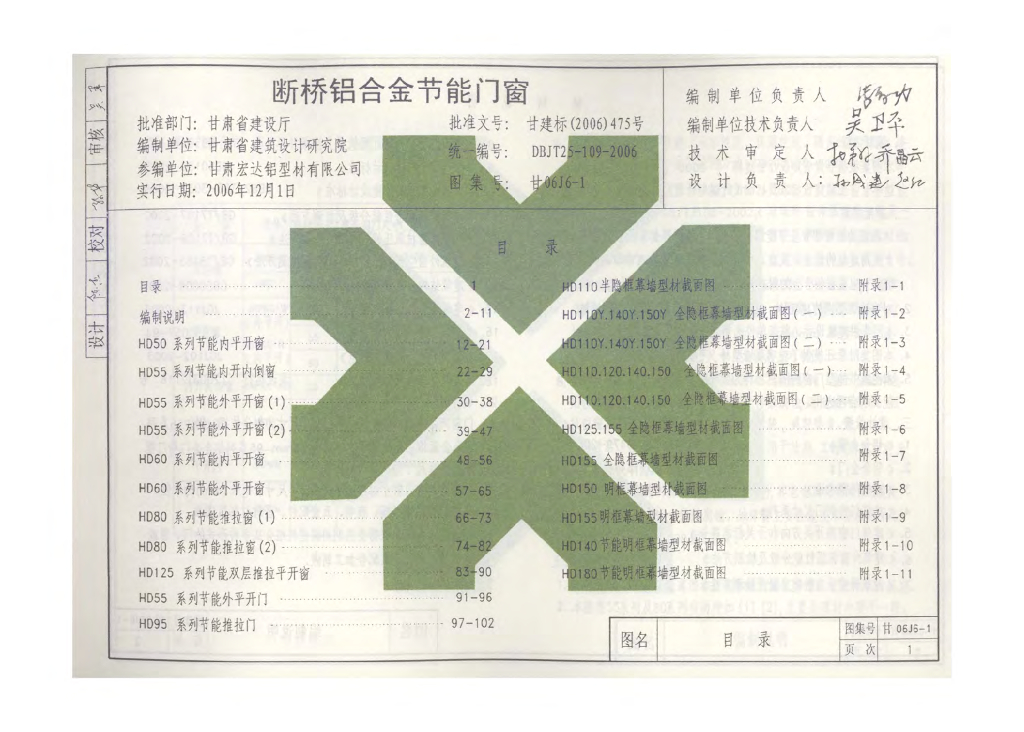 断桥铝合金节能门窗
批准部门: 甘肃省建设厅
编制单位: 甘肃省建筑设计研究院
参编单位: 甘肃宏达铝型材有限公司
实行日期: 2006年12月1日
批准文号: 甘建标(2006)475号
统一编号: DBJT25-109-2006
图集号: 甘06J6-1
编制单位负责人
编制单位技术负责人 吴卫平
技术审定人
设计负责人:
审核
校对
设计
目 录
目录 1
编制说明 2-11
HD50 系列节能内平开窗 12-21
HD55 系列节能内开内倒窗 22-29
HD55 系列节能外平开窗(1) 30-38
HD55 系列节能外平开窗(2) 39-47
HD60 系列节能内平开窗 48-56
HD60 系列节能外平开窗 57-65
HD80 系列节能推拉窗(1) 66-73
HD80 系列节能推拉窗(2) 74-82
HD125 系列节能双层推拉平开窗 83-90
HD55 系列节能外平开门 91-96
HD95 系列节能推拉门 97-102
HD110半隐框幕墙型材截面图 附录1-1
HD110Y.140Y.150Y 全隐框幕墙型材截面图(一) 附录1-2
HD110Y.140Y.150Y 全隐框幕墙型材截面图(二) 附录1-3
HD110.120.140.150 全隐框幕墙型材截面图(一) 附录1-4
HD110.120.140.150 全隐框幕墙型材截面图(二) 附录1-5
HD125.155 全隐框幕墙型材截面图 附录1-6
HD155 全隐框幕墙型材截面图 附录1-7
HD150 明框幕墙型材截面图 附录1-8
HD155明框幕墙型材截面图 附录1-9
HD140节能明框幕墙型材截面图 附录1-10
HD180节能明框幕墙型材截面图 附录1-11
图名 目 录 图集号 甘06J6-1
页 次 1